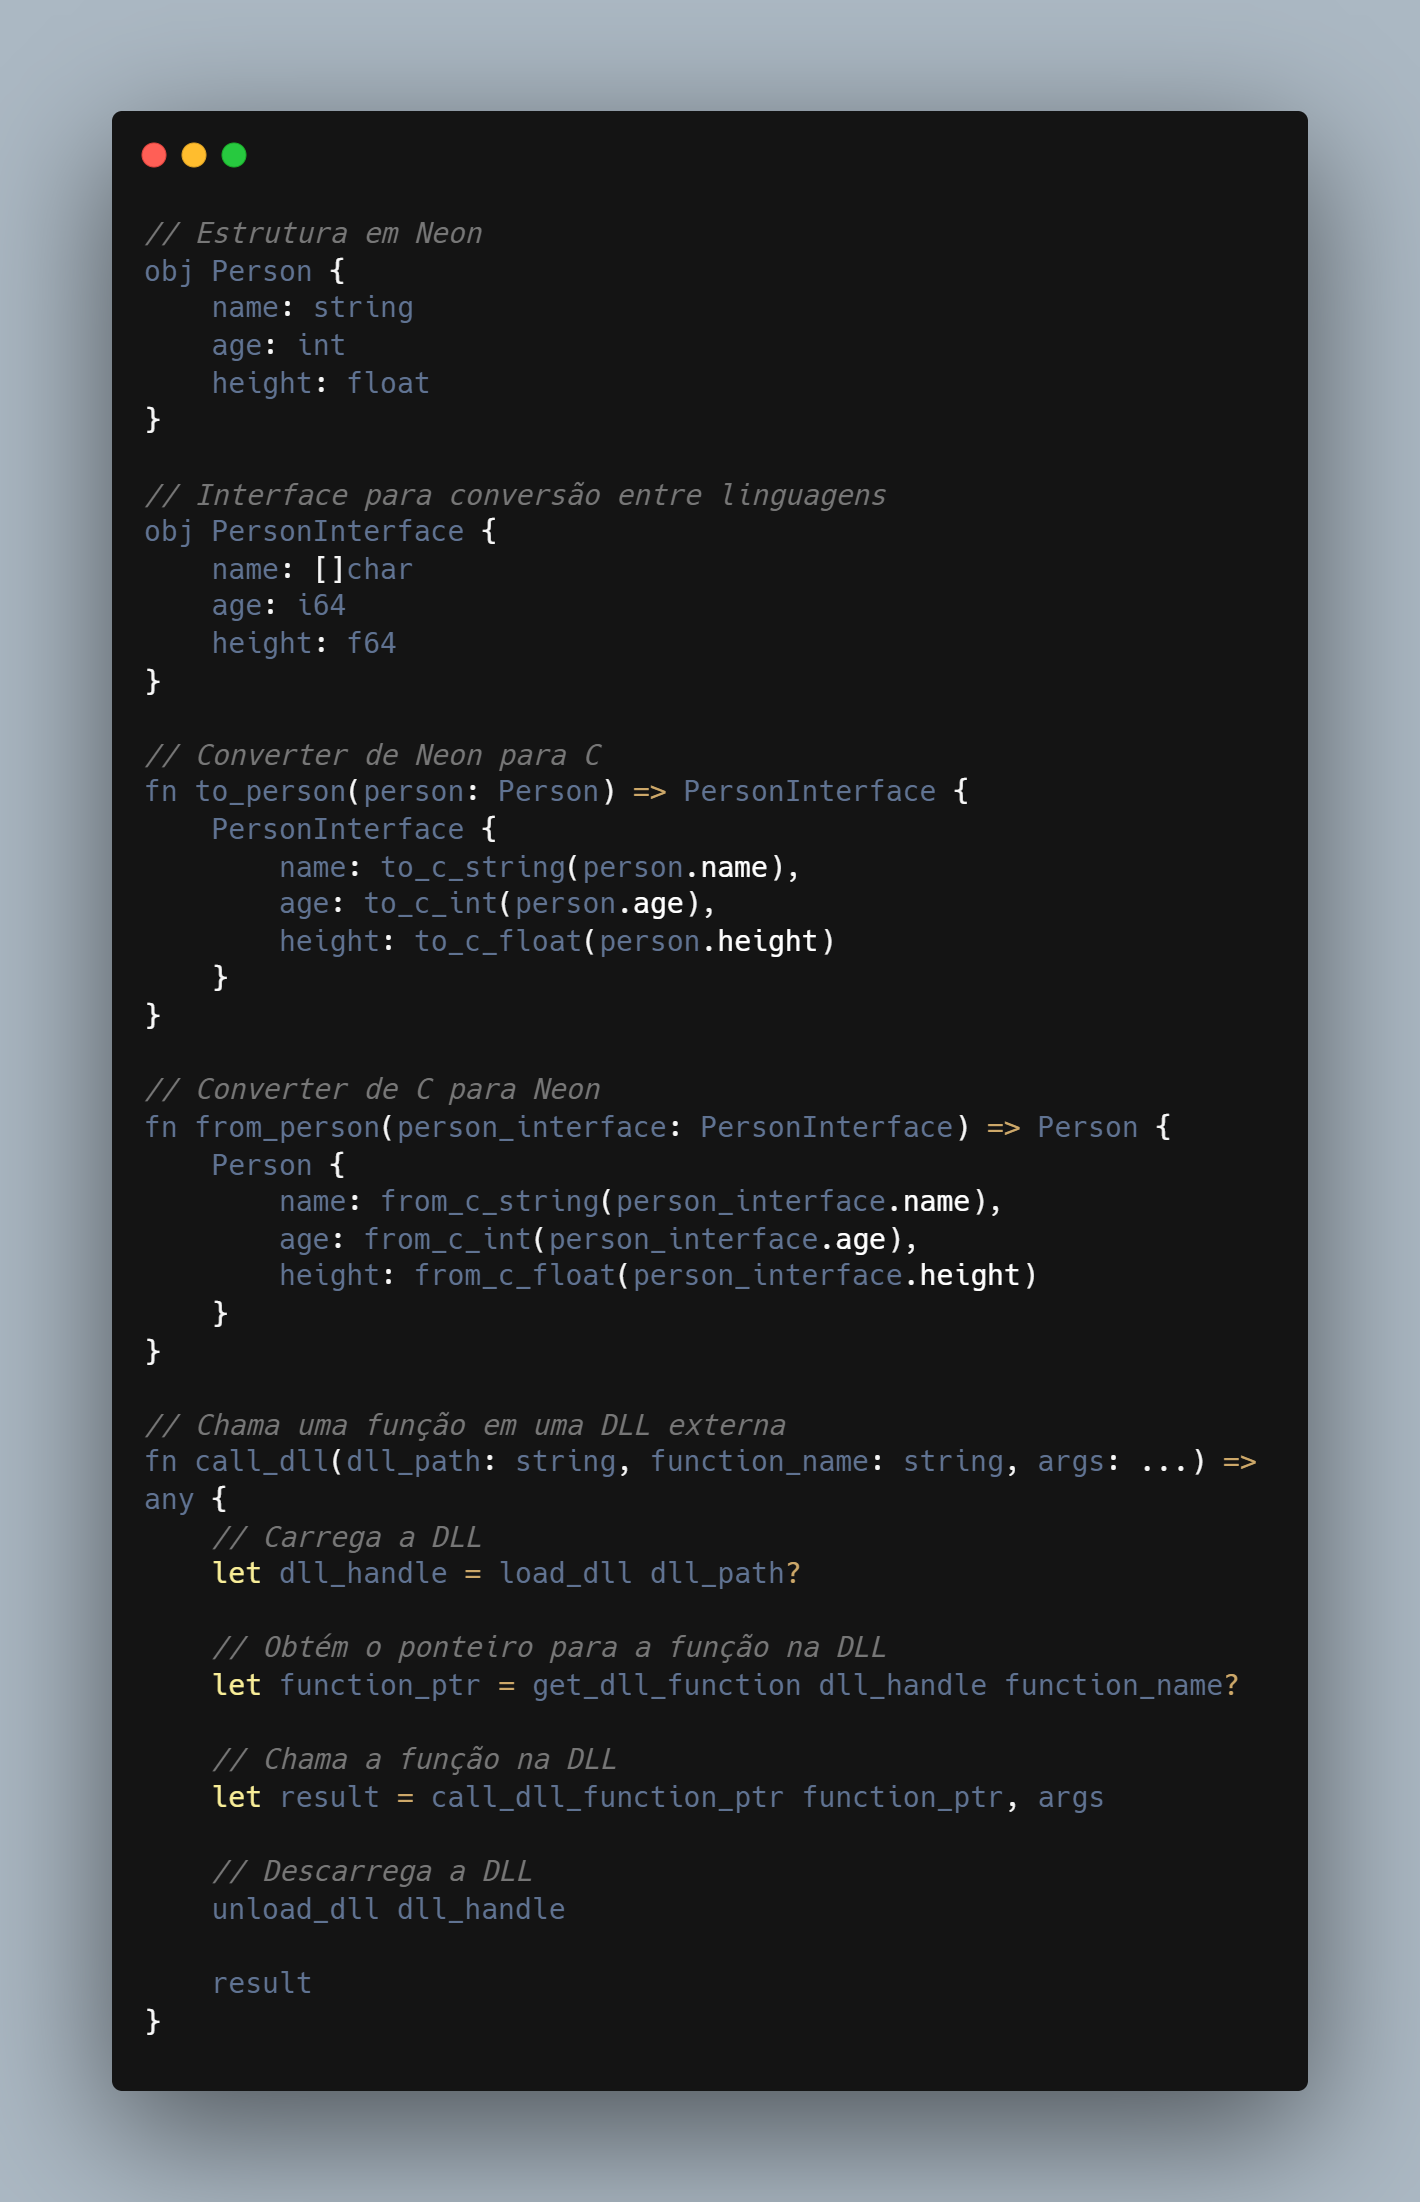 // Estrutura em Neon
obj Person {
    name: string
    age: int
    height: float
}

// Interface para conversão entre linguagens
obj PersonInterface {
    name: []char
    age: i64
    height: f64
}

// Converter de Neon para C
fn to_person(person: Person) => PersonInterface {
    PersonInterface {
        name: to_c_string(person.name),
        age: to_c_int(person.age),
        height: to_c_float(person.height)
    }
}

// Converter de C para Neon
fn from_person(person_interface: PersonInterface) => Person {
    Person {
        name: from_c_string(person_interface.name),
        age: from_c_int(person_interface.age),
        height: from_c_float(person_interface.height)
    }
}

// Chama uma função em uma DLL externa
fn call_dll(dll_path: string, function_name: string, args: ...) =>
any {
    // Carrega a DLL
    let dll_handle = load_dll dll_path?

    // Obtém o ponteiro para a função na DLL
    let function_ptr = get_dll_function dll_handle function_name?

    // Chama a função na DLL
    let result = call_dll_function_ptr function_ptr, args

    // Descarrega a DLL
    unload_dll dll_handle

    result
}